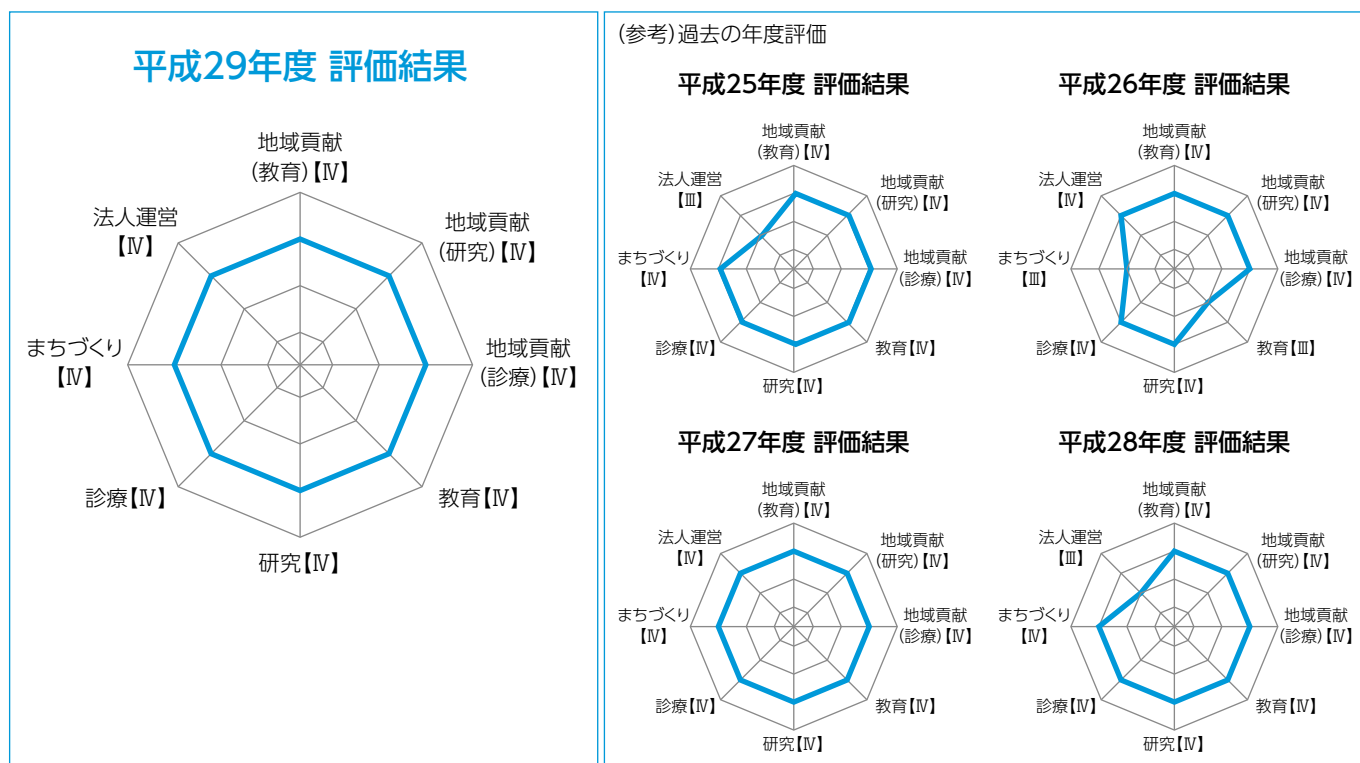 平成29年度 評価結果
地域貢献
(教育)【Ⅳ】
地域貢献
(研究)【Ⅳ】
地域貢献
(診療)【Ⅳ】
教育【Ⅳ】
研究【Ⅳ】
診療【Ⅳ】
まちづくり
【Ⅳ】
法人運営
【Ⅳ】
(参考)過去の年度評価
平成25年度 評価結果
地域貢献
(教育)【Ⅳ】
地域貢献
(研究)【Ⅳ】
地域貢献
(診療)【Ⅳ】
教育【Ⅳ】
研究【Ⅳ】
診療【Ⅳ】
まちづくり
【Ⅳ】
法人運営
【Ⅲ】
平成26年度 評価結果
地域貢献
(教育)【Ⅳ】
地域貢献
(研究)【Ⅳ】
地域貢献
(診療)【Ⅳ】
教育【Ⅲ】
研究【Ⅳ】
診療【Ⅳ】
まちづくり
【Ⅲ】
法人運営
【Ⅳ】
平成27年度 評価結果
地域貢献
(教育)【Ⅳ】
地域貢献
(研究)【Ⅳ】
地域貢献
(診療)【Ⅳ】
教育【Ⅳ】
研究【Ⅳ】
診療【Ⅳ】
まちづくり
【Ⅳ】
法人運営
【Ⅳ】
平成28年度 評価結果
地域貢献
(教育)【Ⅳ】
地域貢献
(研究)【Ⅳ】
地域貢献
(診療)【Ⅳ】
教育【Ⅳ】
研究【Ⅳ】
診療【Ⅳ】
まちづくり
【Ⅳ】
法人運営
【Ⅲ】